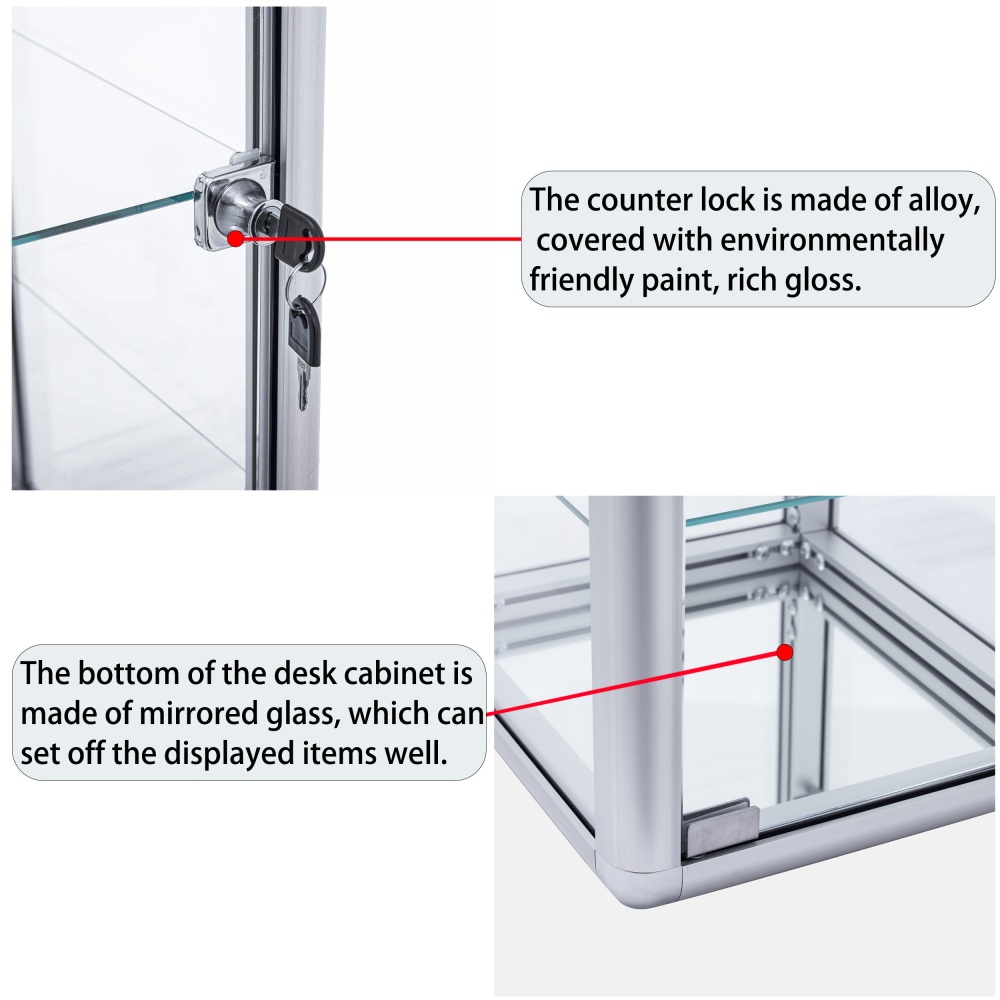 The counter lock is made of alloy,
covered with environmentally
friendly paint, rich gloss.
The bottom of the desk cabinet is
made of mirrored glass, which can
set off the displayed items well.